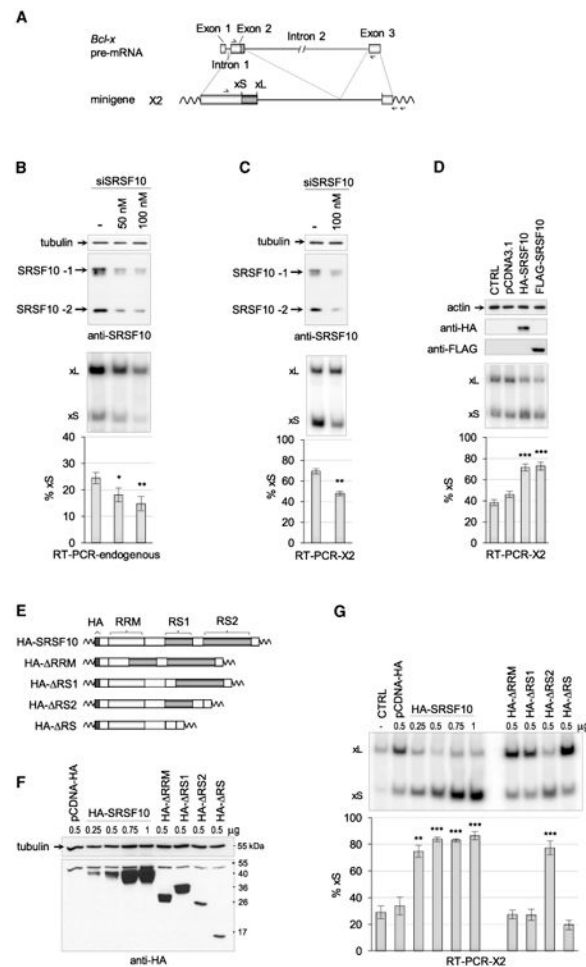 A
Bcl-x
pre-mRNA
Exon 1
Exon 2
Intron 1
Intron 2
Exon 3
minigene X2
xS
xL
B
siSRSF10
-
50 nM
100 nM
tubulin
SRSF10 -1
SRSF10 -2
anti-SRSF10
xL
xS
% xS
40
30
20
10
0
*
**
RT-PCR-endogenous
C
siSRSF10
-
100 nM
tubulin
SRSF10 -1
SRSF10 -2
anti-SRSF10
xL
xS
% xS
100
80
60
40
20
0
**
RT-PCR-X2
D
CTRL
pCDNA3.1
HA-SRSF10
FLAG-SRSF10
actin
anti-HA
anti-FLAG
xL
xS
% xS
100
80
60
40
20
0
***
***
RT-PCR-X2
E
HA RRM RS1 RS2
HA-SRSF10
HA-ΔRRM
HA-ΔRS1
HA-ΔRS2
HA-ΔRS
F
pCDNA-HA
HA-SRSF10
HA-ΔRRM
HA-ΔRS1
HA-ΔRS2
HA-ΔRS
0.5 0.25 0.5 0.75 1 0.5 0.5 0.5 0.5 μg
tubulin
55 kDa
55
40
36
26
17
anti-HA
G
CTRL
pCDNA-HA
HA-SRSF10
HA-ΔRRM
HA-ΔRS1
HA-ΔRS2
HA-ΔRS
- 0.5 0.25 0.5 0.75 1 0.5 0.5 0.5 0.5 μg
xL
xS
% xS
100
80
60
40
20
0
** *** *** *** ***
RT-PCR-X2